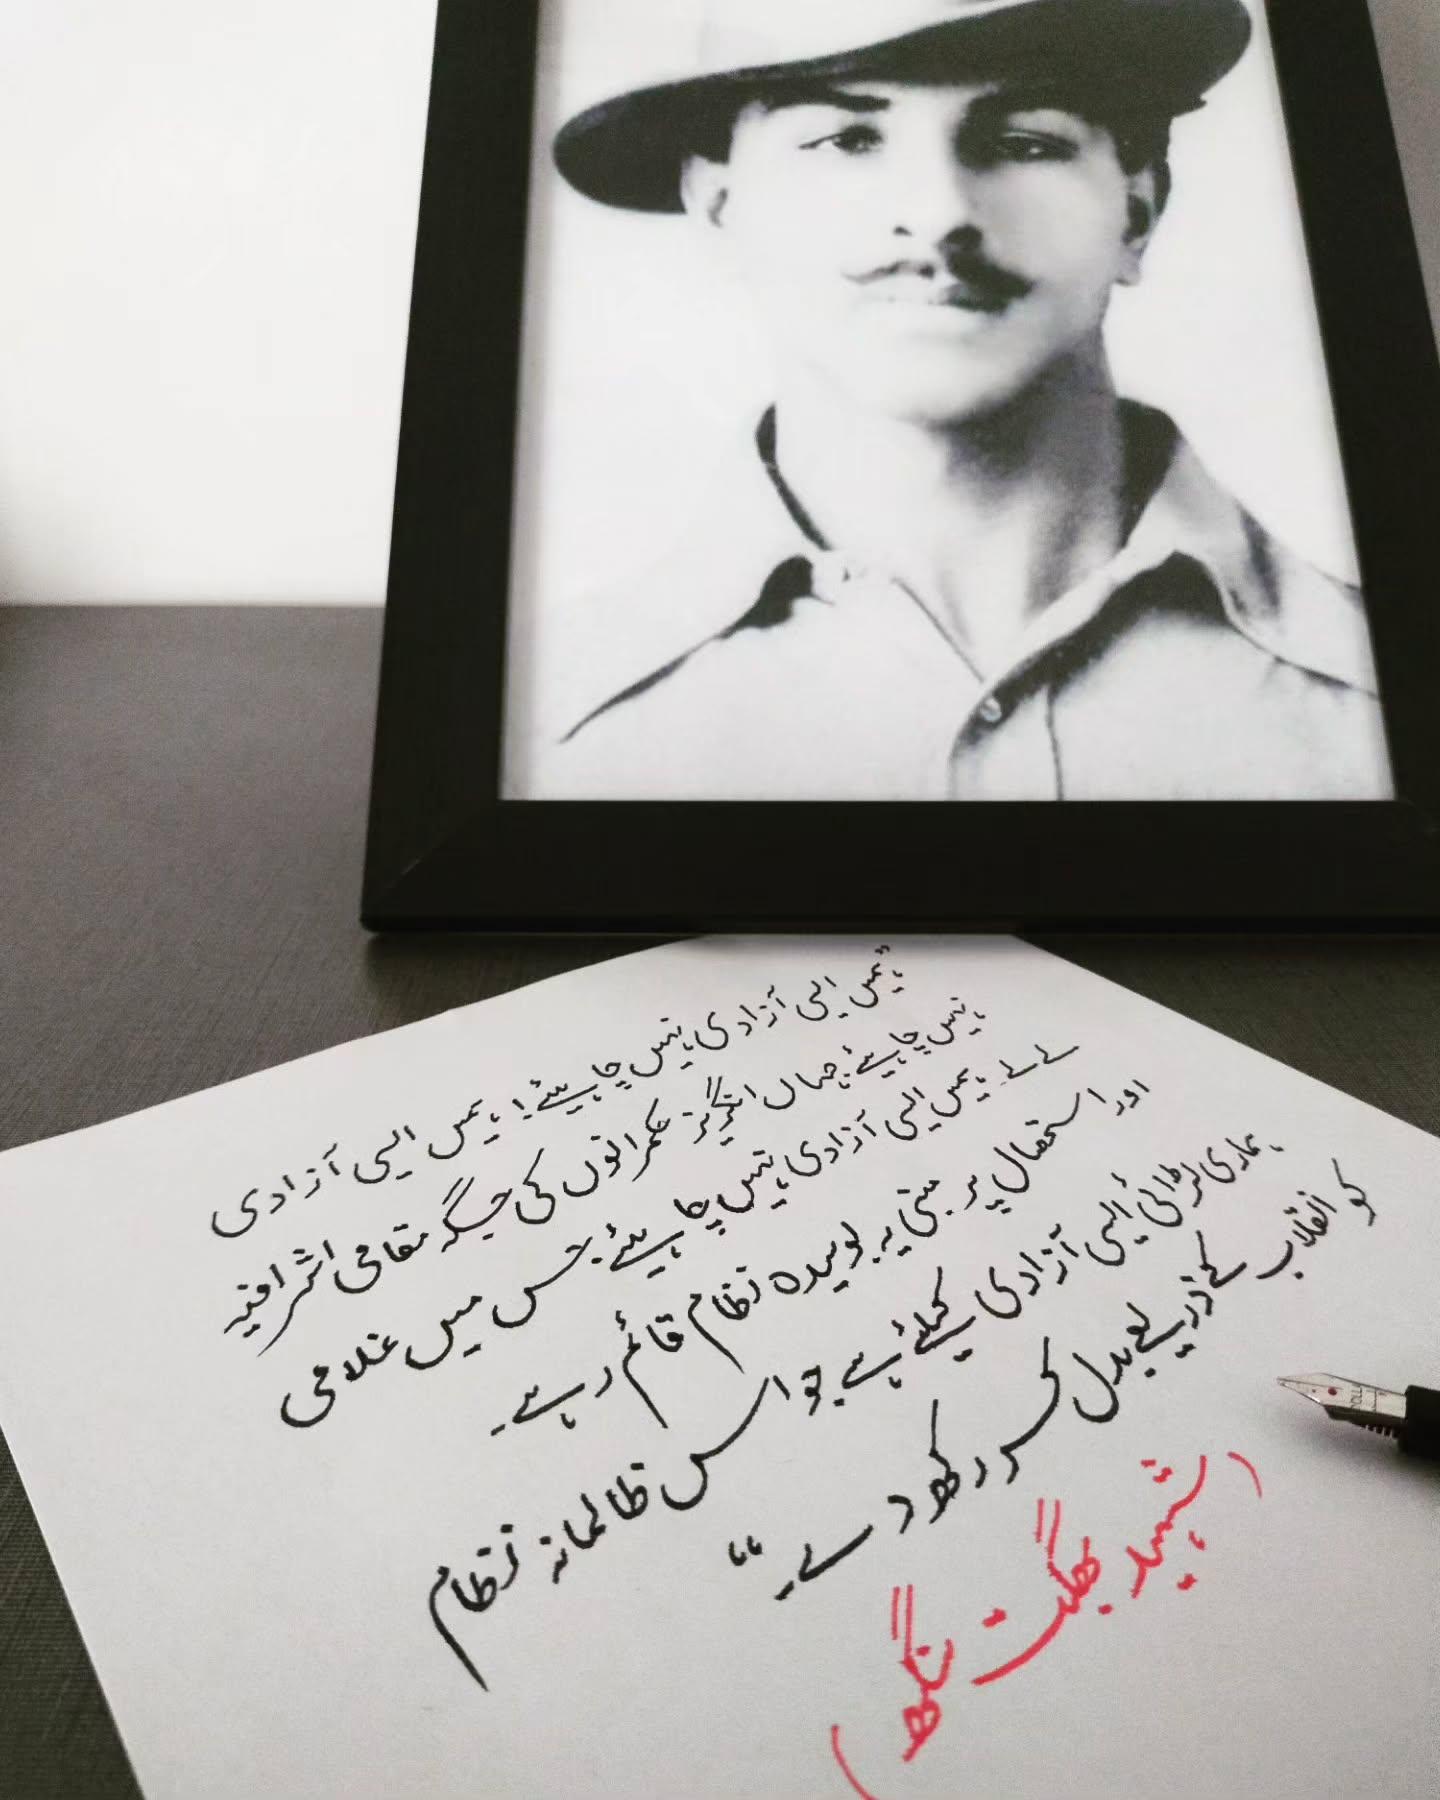 "ہمیں ایسی آزادی نہیں چاہیئے! ہمیں ایسی آزادی
نہیں چاہیئے جہاں انگریز حکمرانوں کی جگہ مقامی اشرافیہ
لے لے۔ ہمیں ایسی آزادی نہیں چاہیئے جس میں غلامی
اور استحصال پر مبنی یہ بوسیدہ نظام قائم رہے۔
ہماری لڑائی ایسی آزادی کیلئے ہے جو اس ظالمانہ نظام
کو انقلاب کے ذریعے بدل کر رکھ دے۔"
(شہید بھگت سنگھ)